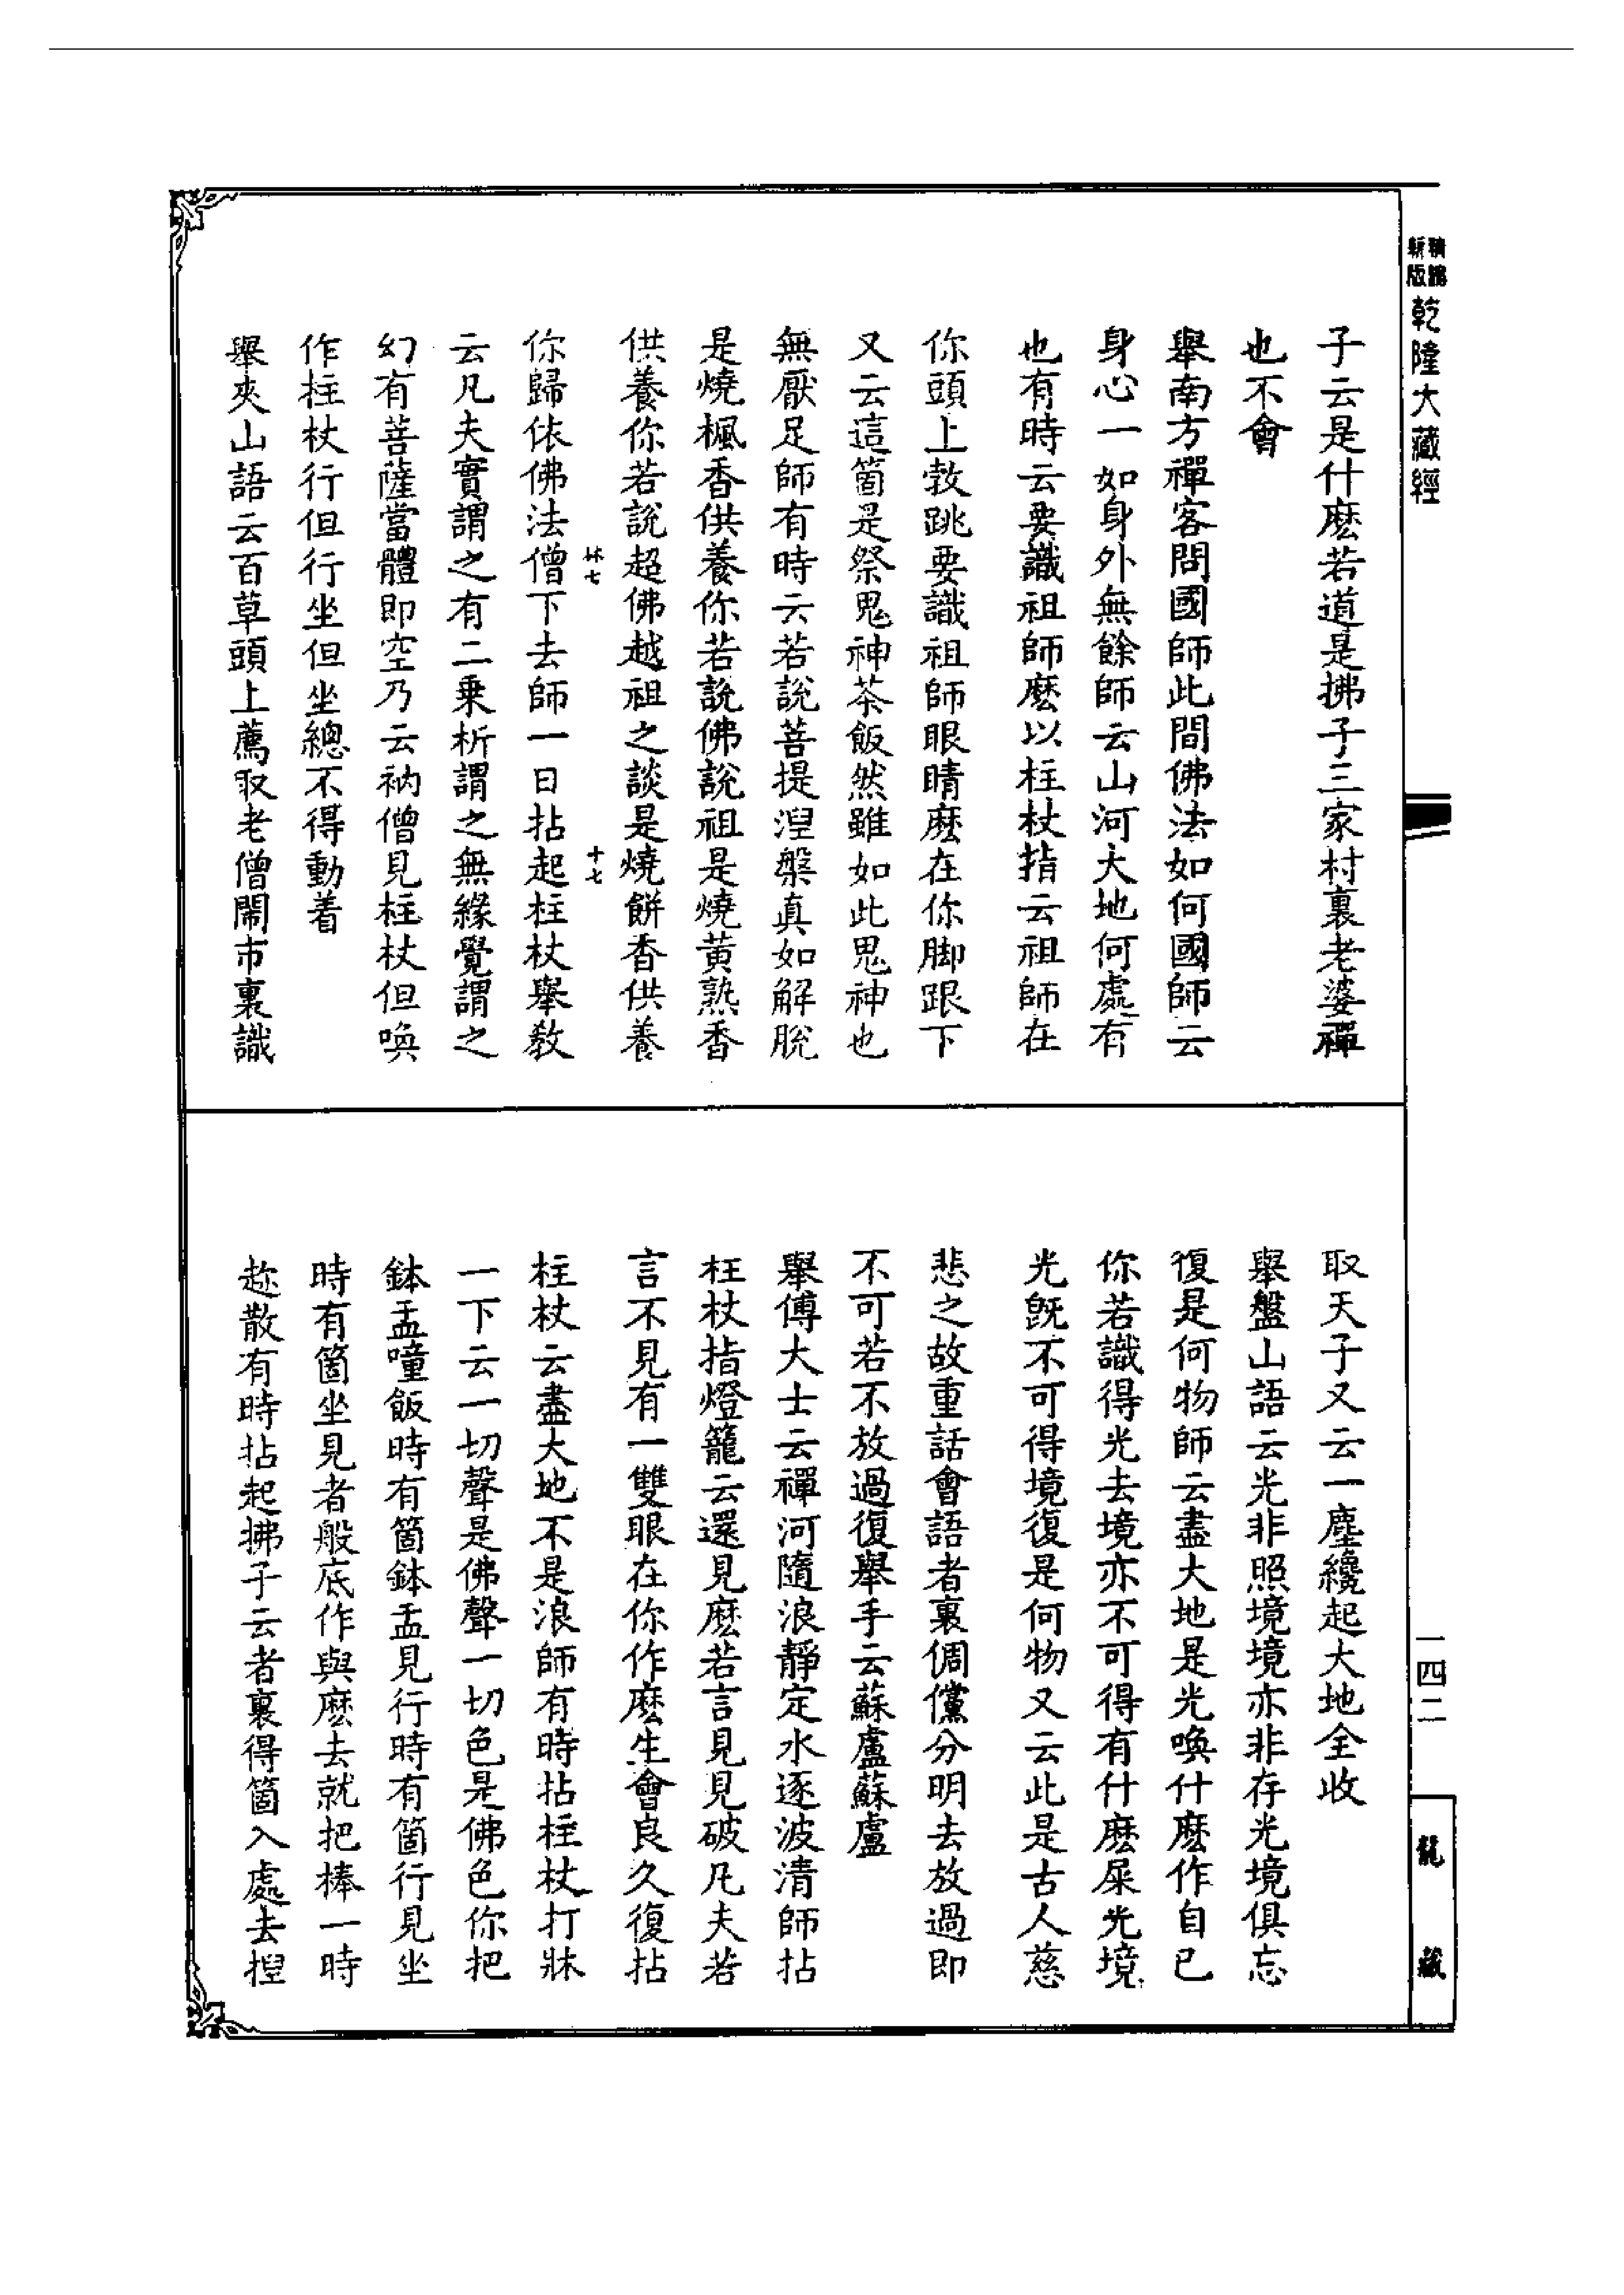 精編
新版
乾隆大藏經
一四二
龍藏
子云是什麽若道是拂子三家村裏老婆禪
也不會
舉南方禪客問國師此間佛法如何國師云
身心一如身外無餘師云山河大地何處有
也有時云要識祖師麽以柱杖指云祖師在
你頭上𨁝跳要識祖師眼睛麽在你脚跟下
又云這箇是祭鬼神茶飯然雖如此鬼神也
無厭足師有時云若說菩提涅槃真如解脫
是燒楓香供養你若說佛說祖是燒黃熟香
供養你若說超佛越祖之談是燒餅香供養
十七
你歸依佛法僧下去師一日拈起柱杖舉教
云凡夫實謂之有二乗析謂之無緣覺謂之
幻有菩薩當體即空乃云衲僧見柱杖但喚
作柱杖行但行坐但坐總不得動着
舉夾山語云百草頭上薦取老僧閙市裏識
取天子又云一塵纔起大地全收
舉盤山語云光非照境境亦非存光境俱忘
復是何物師云盡大地是光喚什麽作自已
你若識得光去境亦不可得有什麽屎光境
光旣不可得境復是何物又云此是古人慈
悲之故重話會語者裏倜儻分明去放過即
不可若不放過復舉手云蘇盧蘇盧
舉傅大士云禪河隨浪靜定水逐波清師拈
柱杖指燈籠云還見麽若言見見破凡夫若
言不見有一雙眼在你作麽生會良久復拈
柱杖云盡大地不是浪師有時拈柱杖打牀
一下云一切聲是佛聲一切色是佛色你把
鉢盂噇飯時有箇鉢盂見行時有箇行見坐
時有箇坐見者般底作與麽去就把棒一時
趂散有時拈起拂子云者裏得箇入處去揑